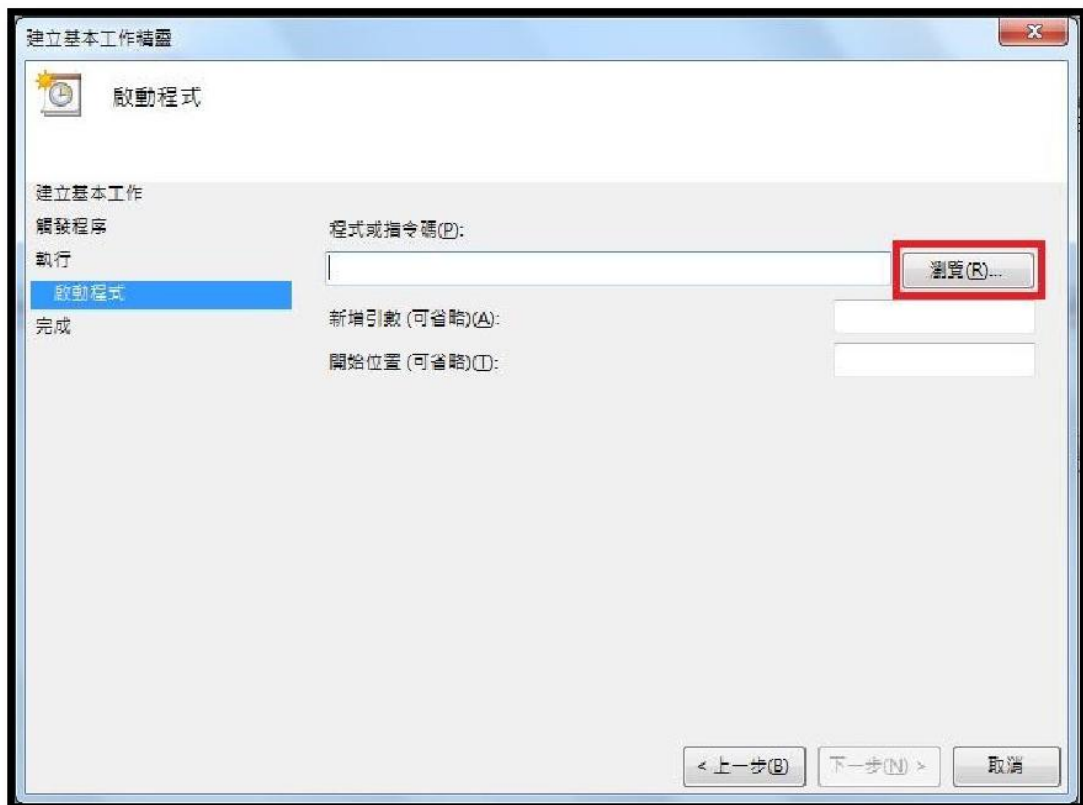 建立基本工作精靈
啟動程式
建立基本工作
觸發程序
執行
啟動程式
完成
程式或指令碼(P):
瀏覽(R)...
新增引數 (可省略)(A):
開始位置 (可省略)(T):
< 上一步(B)
下一步(N) >
取消